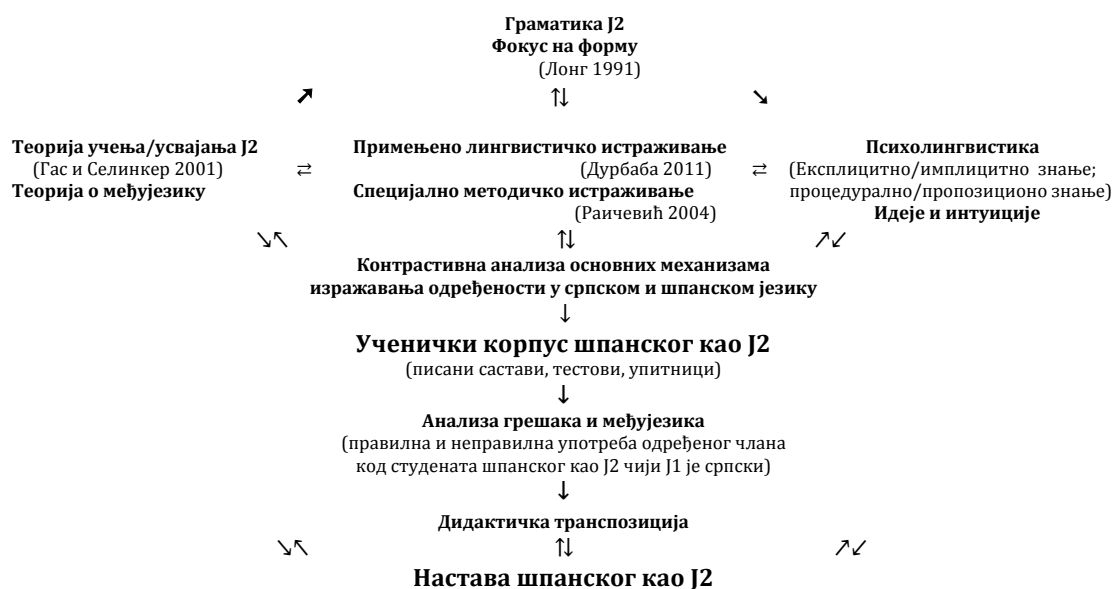 Граматика Ј2
Фокус на форму
(Лонг 1991)
➚ ⇅ ➘
Теорија учења/усвајања Ј2 Примењено лингвистичко истраживање Психолингвистика
(Гас и Селинкер 2001) ⇄ (Дурбаба 2011) ⇄ (Експлицитно/имплицитно знање;
Теорија о међујезику Специјално методичко истраживање процедурално/пропозиционо знање)
(Раичевић 2004) Идеје и интуиције
↘↖ ⇅ ↗↙
Контрастивна анализа основних механизама
изражавања одређености у српском и шпанском језику
↓
Ученички корпус шпанског као Ј2
(писани састави, тестови, упитници)
↓
Анализа грешака и међујезика
(правилна и неправилна употреба одређеног члана
код студената шпанског као Ј2 чији Ј1 је српски)
↓
Дидактичка транспозиција
↘↖ ⇅ ↗↙
Настава шпанског као Ј2